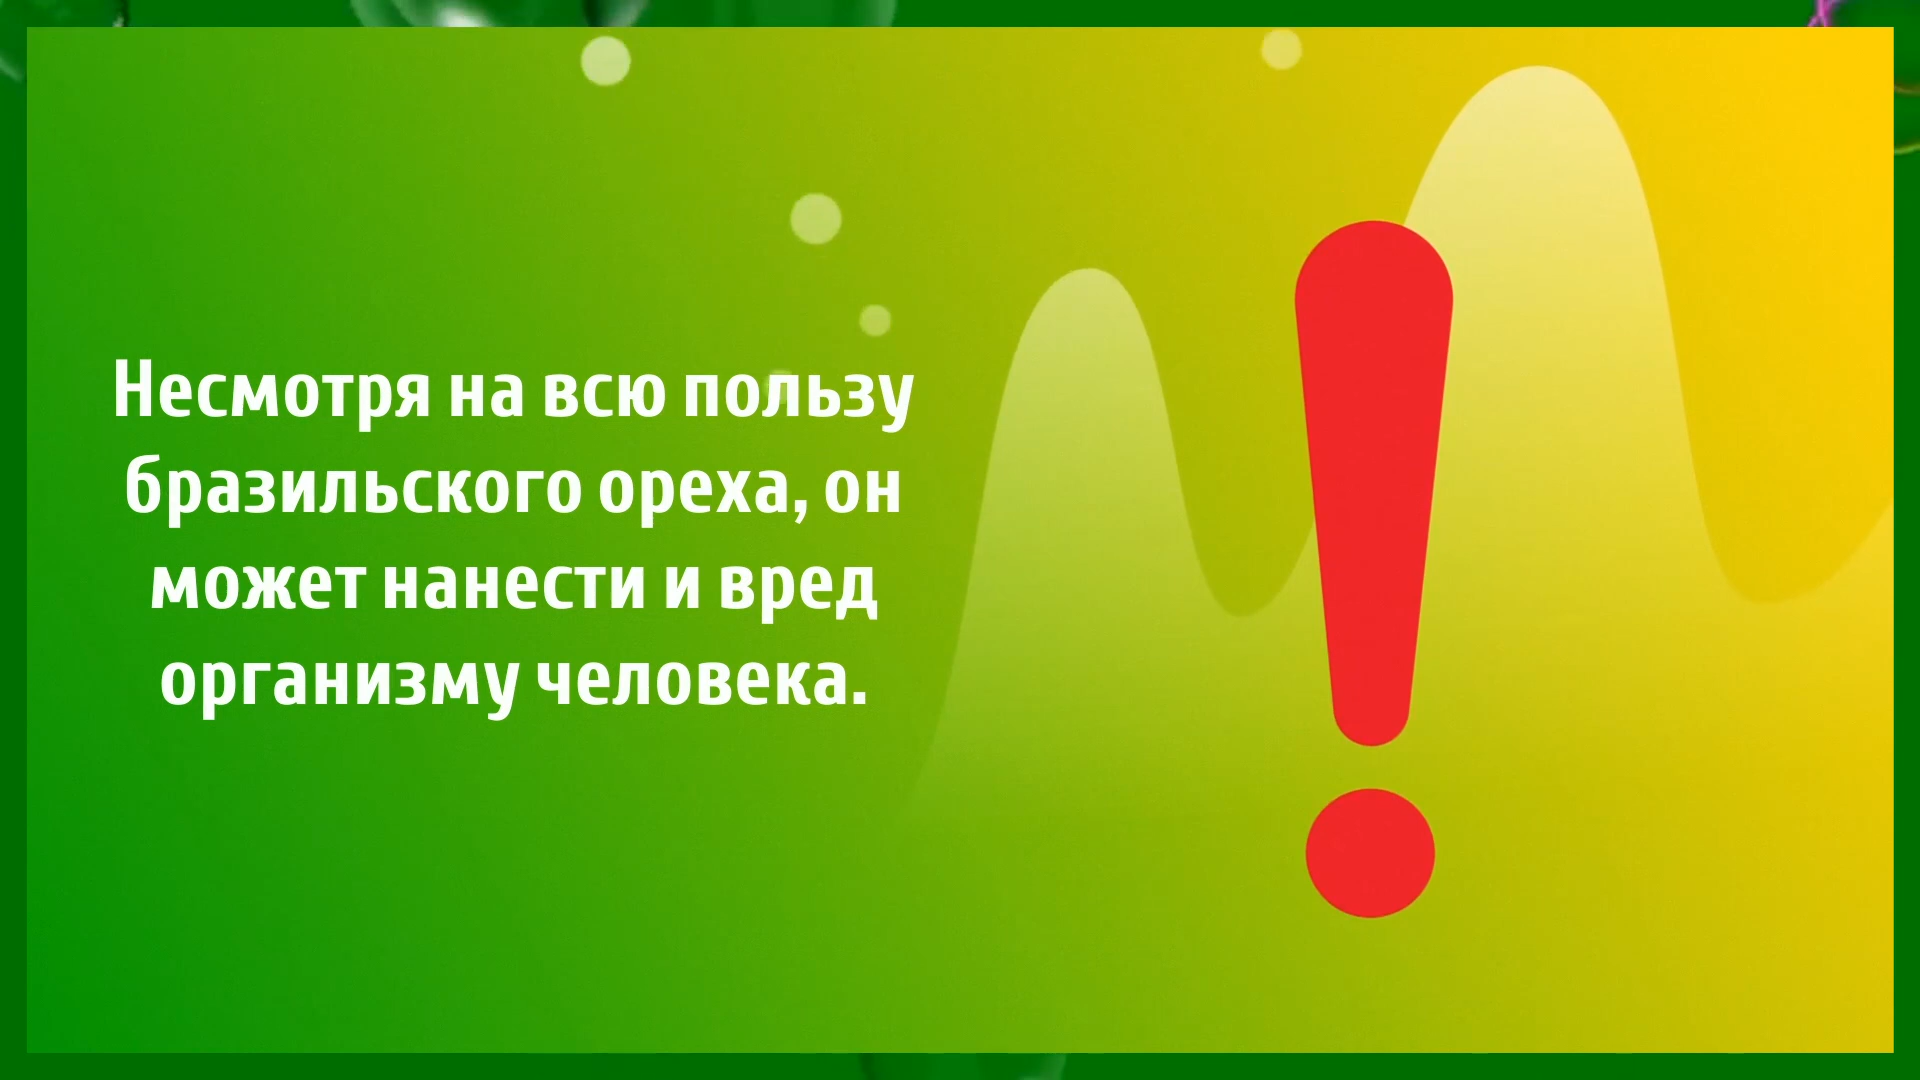 Несмотря на всю пользу
бразильского ореха, он
может нанести и вред
организму человека.